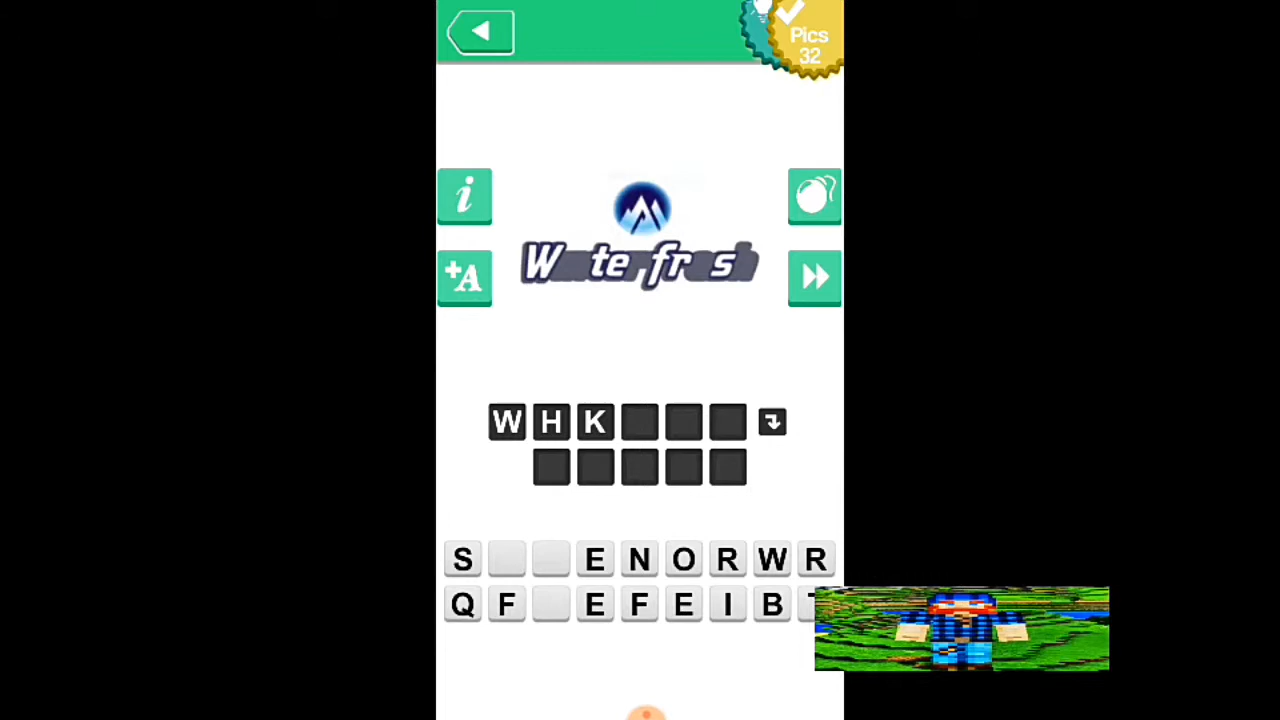 Pics
32
i
W te fr s
+A
W H K
S E N O R W R
Q F E F E I B